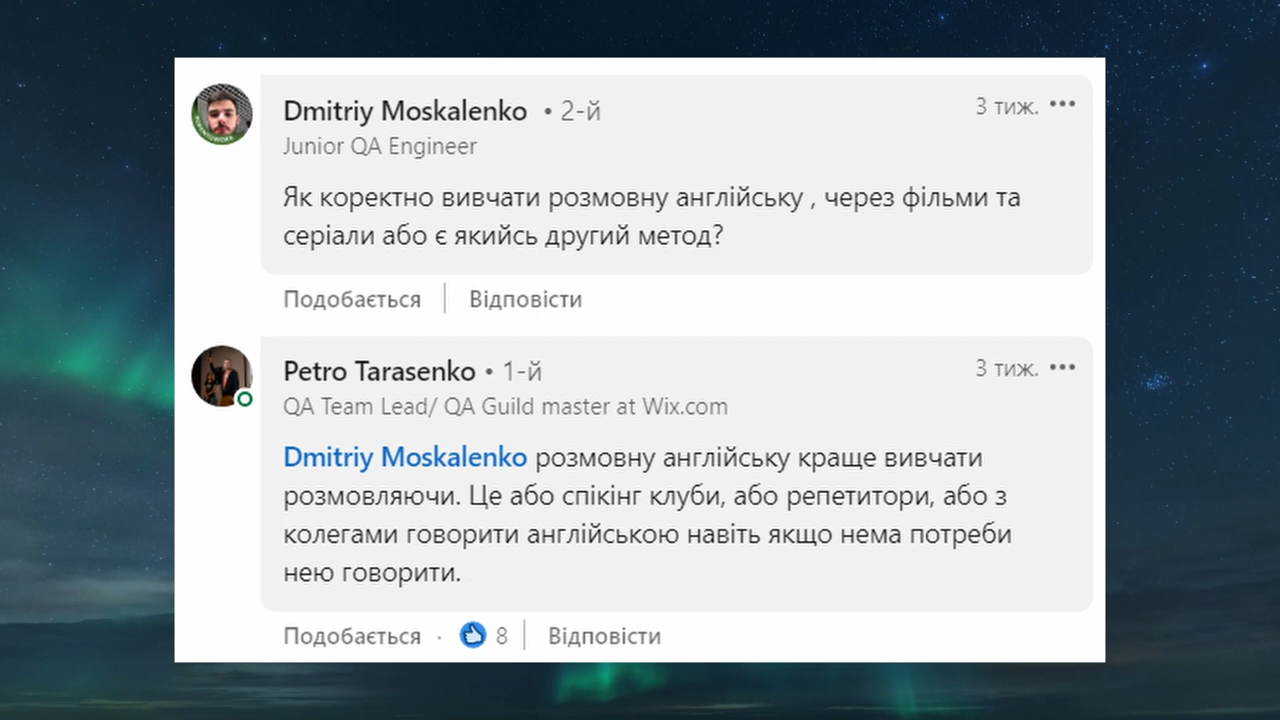 Dmitriy Moskalenko • 2-й
3 тиж. •••
Junior QA Engineer
Як коректно вивчати розмовну англійську , через фільми та
серіали або є якийсь другий метод?
Подобається | Відповісти
Petro Tarasenko • 1-й
3 тиж. •••
QA Team Lead/ QA Guild master at Wix.com
Dmitriy Moskalenko розмовну англійську краще вивчати
розмовляючи. Це або спікінг клуби, або репетитори, або з
колегами говорити англійською навіть якщо нема потреби
нею говорити.
Подобається · 8 | Відповісти